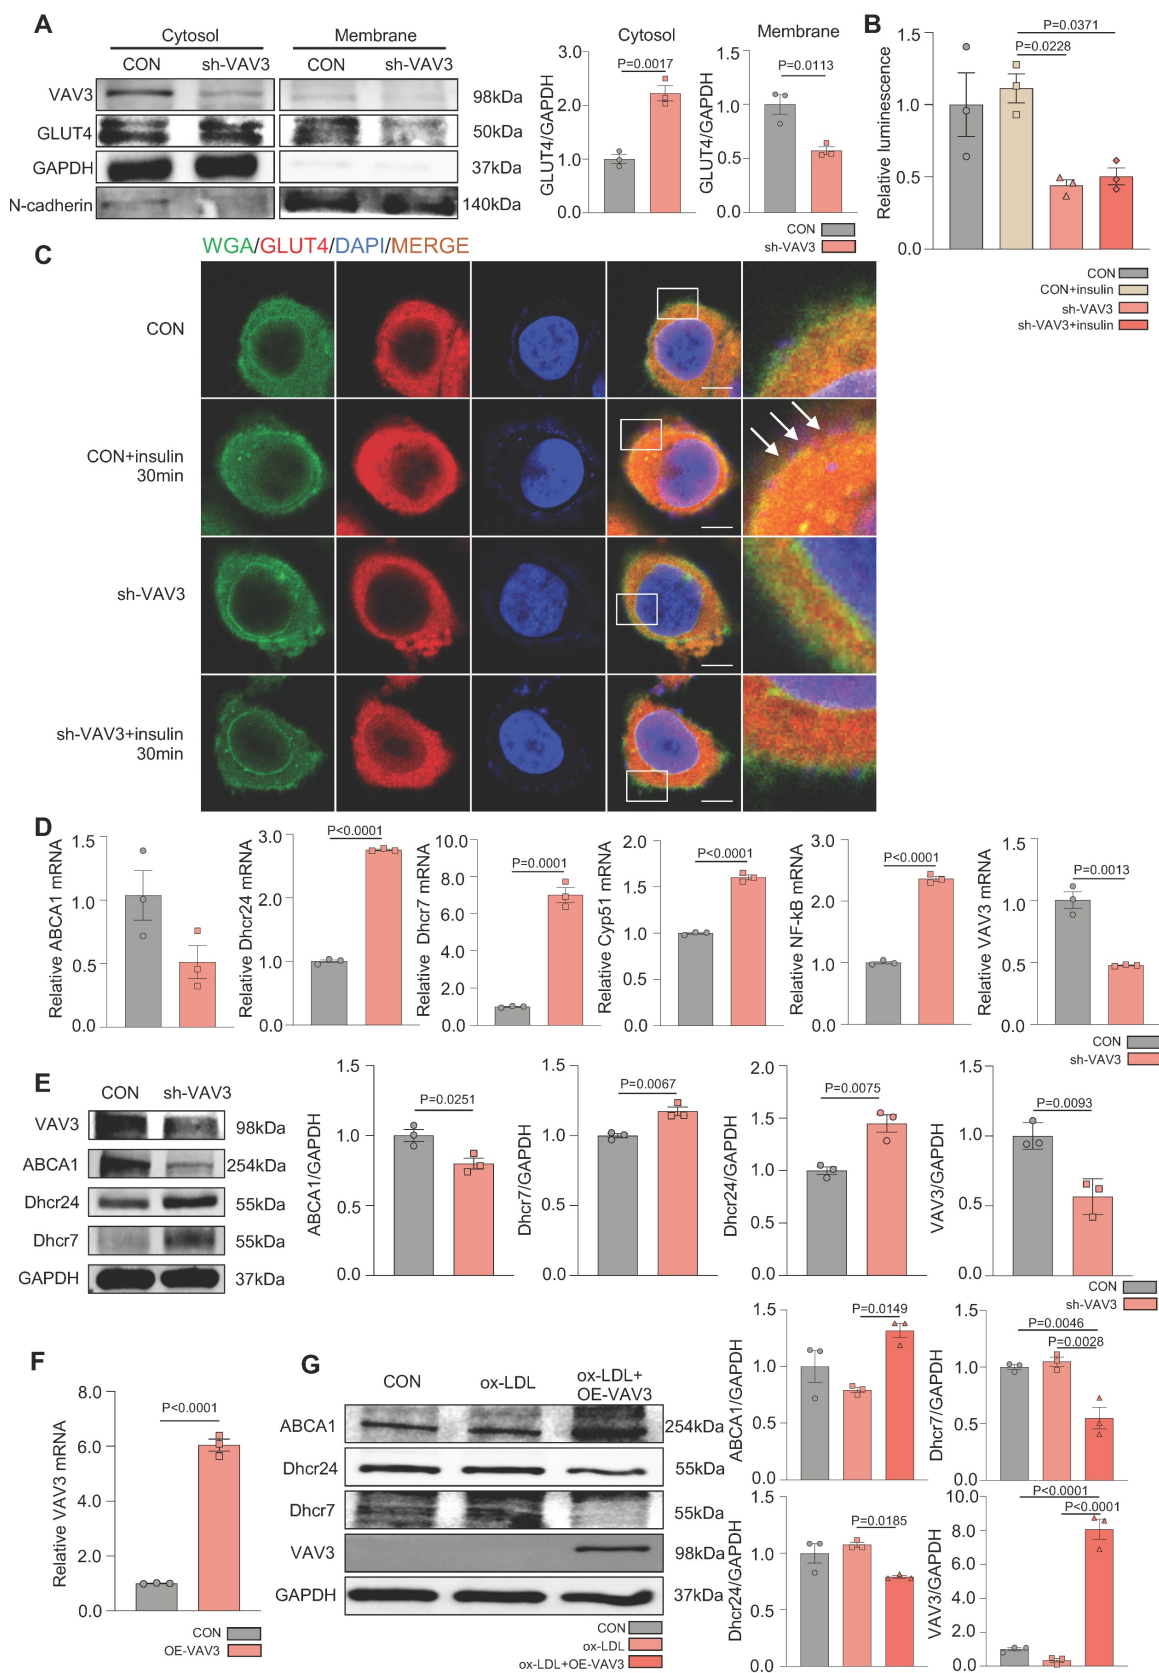 A
Cytosol
Membrane
CON
sh-VAV3
CON
sh-VAV3
VAV3
98kDa
GLUT4
50kDa
GAPDH
37kDa
N-cadherin
140kDa
Cytosol
GLUT4/GAPDH
3.0
2.0
1.0
0.0
P=0.0017
Membrane
GLUT4/GAPDH
1.5
1.0
0.5
0.0
P=0.0113
CON
sh-VAV3
B
Relative luminescence
1.5
1.0
0.5
0.0
P=0.0371
P=0.0228
CON
CON+insulin
sh-VAV3
sh-VAV3+insulin
C
WGA/GLUT4/DAPI/MERGE
CON
CON+insulin
30min
sh-VAV3
sh-VAV3+insulin
30min
D
Relative ABCA1 mRNA
1.5
1.0
0.5
0.0
Relative Dhcr24 mRNA
3.0
2.0
1.0
0.0
P<0.0001
Relative Dhcr7 mRNA
10.0
8.0
6.0
4.0
2.0
0.0
P=0.0001
Relative Cyp51 mRNA
2.0
1.5
1.0
0.5
0.0
P<0.0001
Relative NF-kB mRNA
3.0
2.0
1.0
0.0
P<0.0001
Relative VAV3 mRNA
1.5
1.0
0.5
0.0
P=0.0013
CON
sh-VAV3
E
CON
sh-VAV3
VAV3
98kDa
ABCA1
254kDa
Dhcr24
55kDa
Dhcr7
55kDa
GAPDH
37kDa
ABCA1/GAPDH
1.5
1.0
0.5
0.0
P=0.0251
Dhcr7/GAPDH
1.5
1.0
0.5
0.0
P=0.0067
Dhcr24/GAPDH
2.0
1.5
1.0
0.5
0.0
P=0.0075
VAV3/GAPDH
1.5
1.0
0.5
0.0
P=0.0093
CON
sh-VAV3
F
Relative VAV3 mRNA
8.0
6.0
4.0
2.0
0.0
P<0.0001
CON
OE-VAV3
G
CON
ox-LDL
ox-LDL+
OE-VAV3
ABCA1
254kDa
Dhcr24
55kDa
Dhcr7
55kDa
VAV3
98kDa
GAPDH
37kDa
CON
ox-LDL
ox-LDL+OE-VAV3
ABCA1/GAPDH
1.5
1.0
0.5
0.0
P=0.0149
Dhcr7/GAPDH
1.5
1.0
0.5
0.0
P=0.0046
P=0.0028
Dhcr24/GAPDH
1.5
1.0
0.5
0.0
P=0.0185
VAV3/GAPDH
10.0
8.0
6.0
4.0
2.0
0.0
P<0.0001
P<0.0001